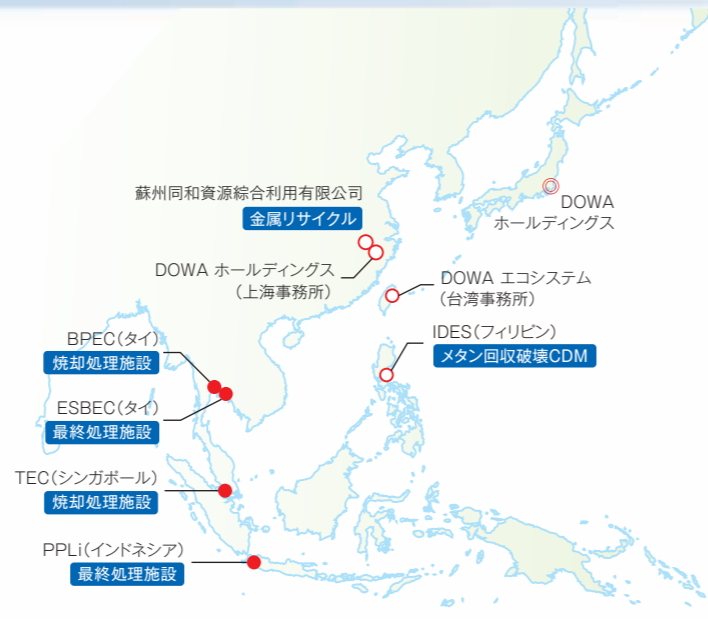 蘇州同和資源綜合利用有限公司
金属リサイクル
DOWA
ホールディングス
DOWA ホールディングス
（上海事務所）
DOWA エコシステム
（台湾事務所）
IDES（フィリピン）
メタン回収破壊CDM
BPEC（タイ）
焼却処理施設
ESBEC（タイ）
最終処理施設
TEC（シンガポール）
焼却処理施設
PPLi（インドネシア）
最終処理施設